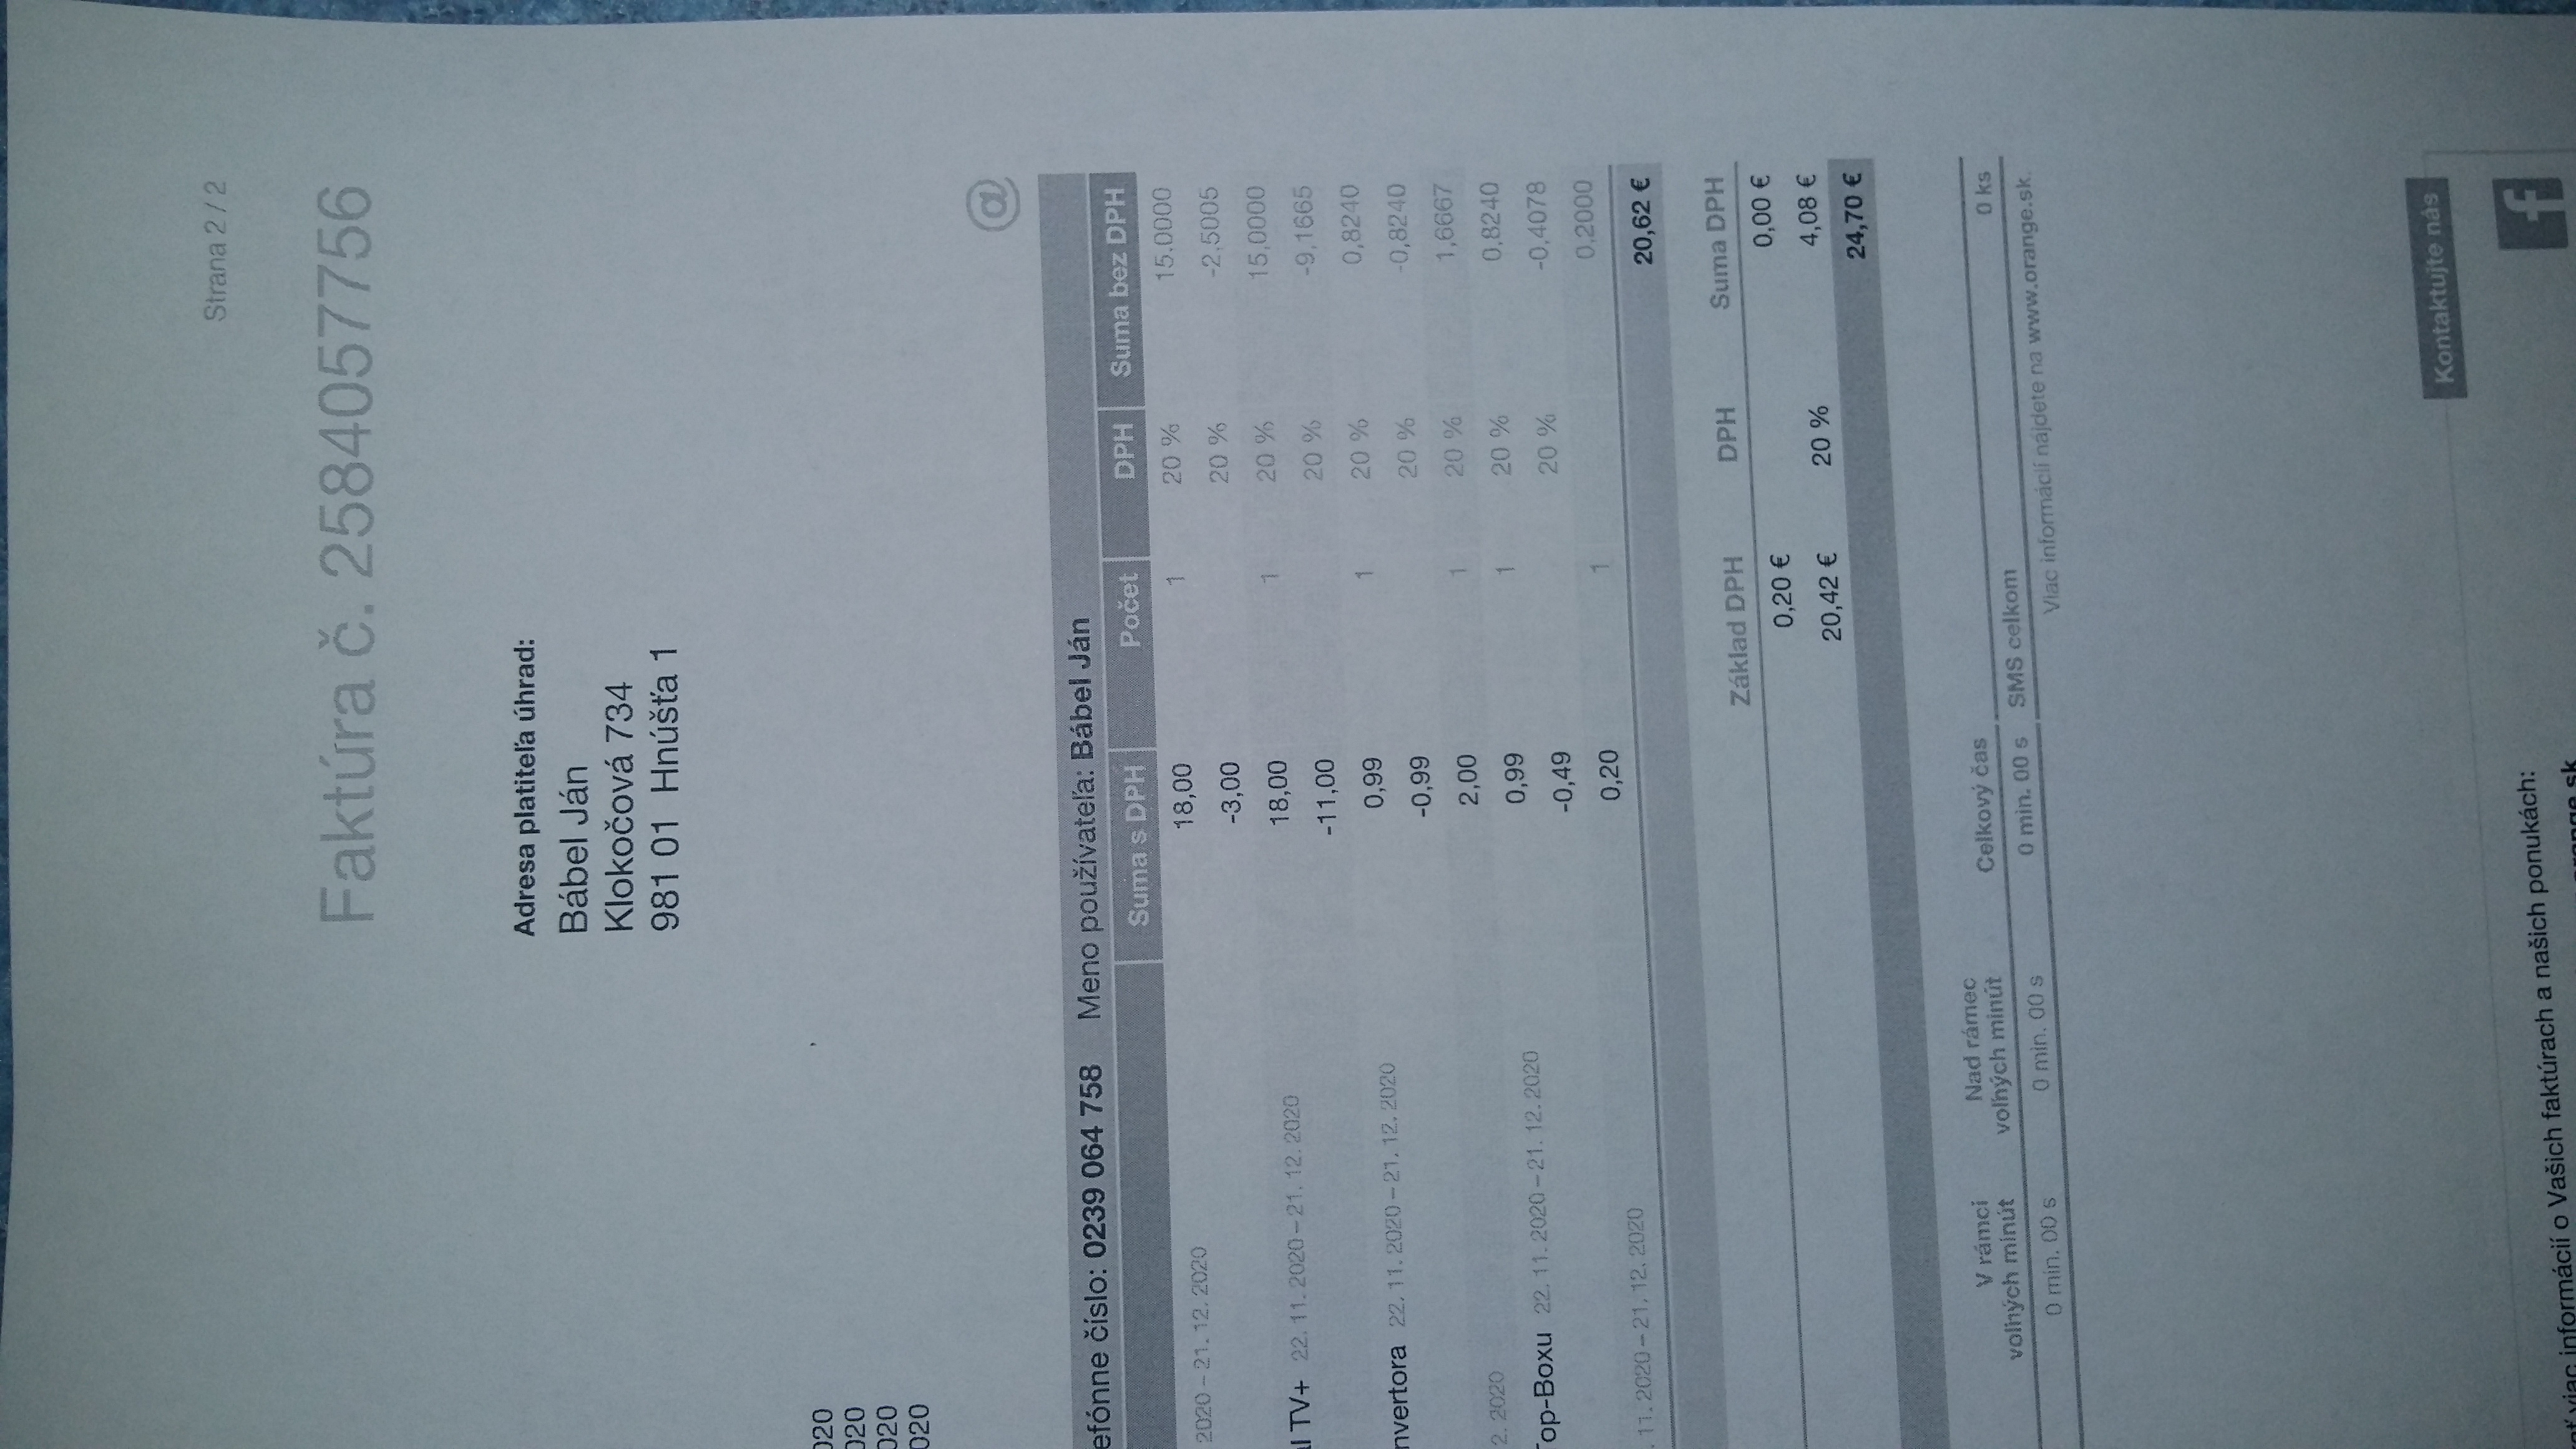 Strana 2 / 2
Faktúra č. 2584057756
Adresa platiteľa úhrad:
Bábel Ján
Klokočová 734
981 01 Hnúšťa 1
020
020
020
020
@
efónne číslo: 0239 064 758 Meno používateľa: Bábel Ján
Suma s DPH Počet DPH Suma bez DPH
2020 – 21. 12. 2020 18,00 1 20 % 15.0000
-3,00 20 % -2,5005
l TV+ 22. 11. 2020 – 21. 12. 2020 18,00 1 20 % 15,0000
-11,00 20 % -9,1665
nvertora 22. 11. 2020 – 21. 12. 2020 0,99 1 20 % 0,8240
-0,99 20 % -0,8240
2. 2020 2,00 1 20 % 1,6667
Top-Boxu 22. 11. 2020 – 21. 12. 2020 0,99 1 20 % 0,8240
-0,49 20 % -0,4078
. 11. 2020 – 21. 12. 2020 0,20 1 0,2000
20,62 €
Základ DPH DPH Suma DPH
0,20 € 0,00 €
20,42 € 20 % 4,08 €
24,70 €
V rámci voľných minút Nad rámec voľných minút Celkový čas
0 min. 00 s 0 min. 00 s 0 min. 00 s SMS celkom 0 ks
Viac informácií nájdete na www.orange.sk.
Kontaktujte nás
f
ať viac informácií o Vašich faktúrach a našich ponukách:
orange.sk